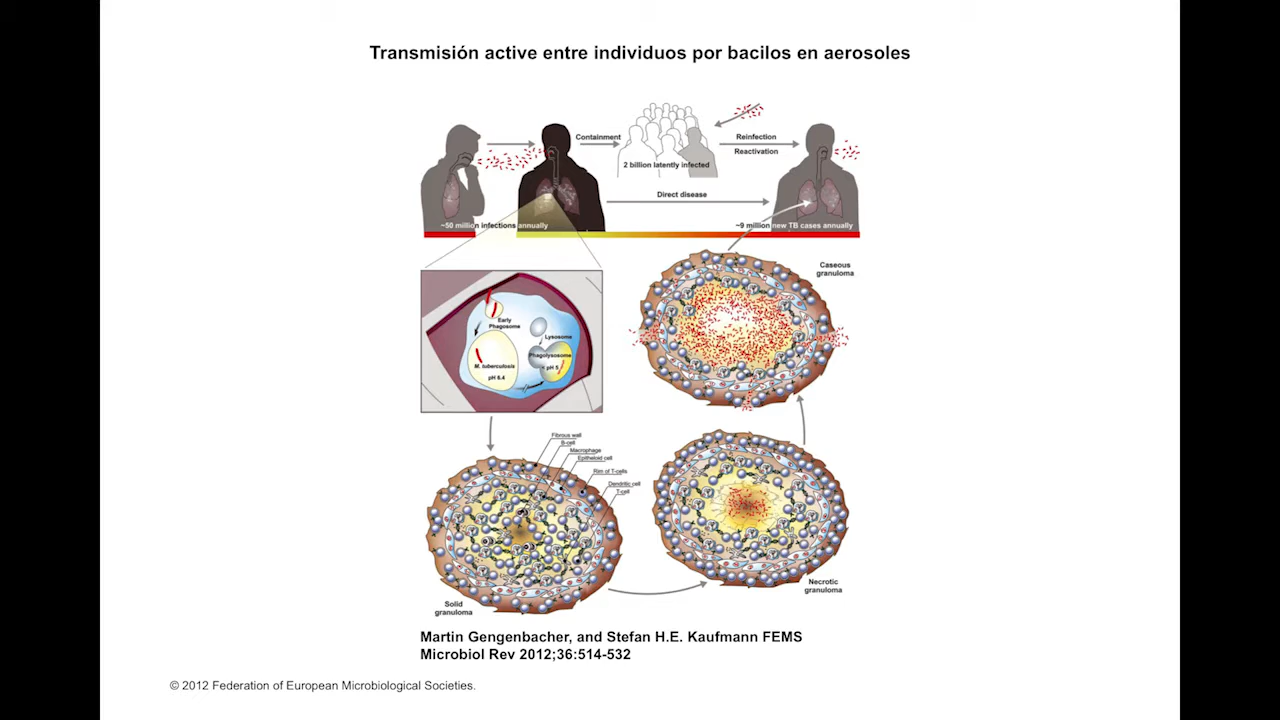 Transmisión active entre individuos por bacilos en aerosoles
Containment
2 billion latently infected
Reinfection
Reactivation
Direct disease
~50 million infections annually
~9 million new TB cases annually
Early
Phagosome
Lysosome
Phagolysosome
M. tuberculosis
pH 6.4
pH 5
Caseous
granuloma
Fibrous wall
B-cell
Macrophage
Epitheloid cell
Rim of T-cells
Dendritic cell
T-cell
Solid
granuloma
Necrotic
granuloma
Martin Gengenbacher, and Stefan H.E. Kaufmann FEMS
Microbiol Rev 2012;36:514-532
© 2012 Federation of European Microbiological Societies.